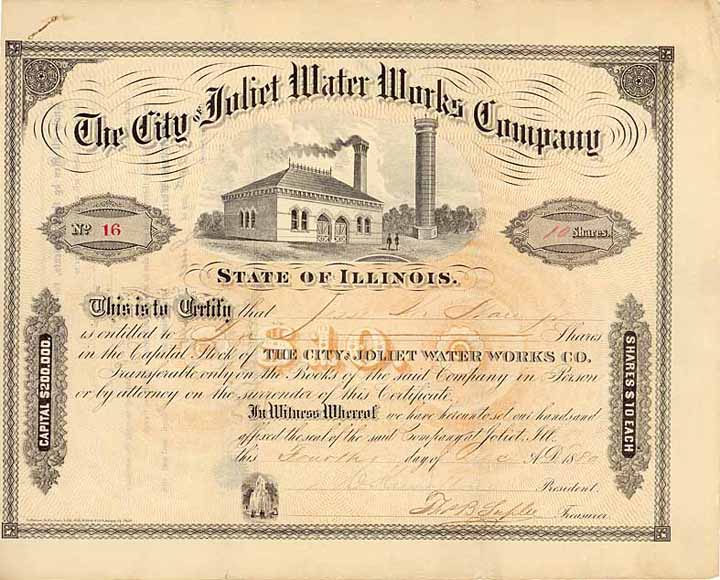 The City of Joliet Water Works Company
No 16
10 Shares.
STATE OF ILLINOIS.
This is to Certify that
is entitled to Ten Shares
in the Capital Stock of THE CITY of JOLIET WATER WORKS CO.
Transferable only on the Books of the said Company in Person
or by attorney on the surrender of this Certificate.
$10.
CAPITAL $200,000.
SHARES $10 EACH
In Witness Whereof we have hereunto set our hands and
affixed the seal of the said Company at Joliet, Ill.
this Fourth day of Dec A.D. 1880
President.
Treasurer.